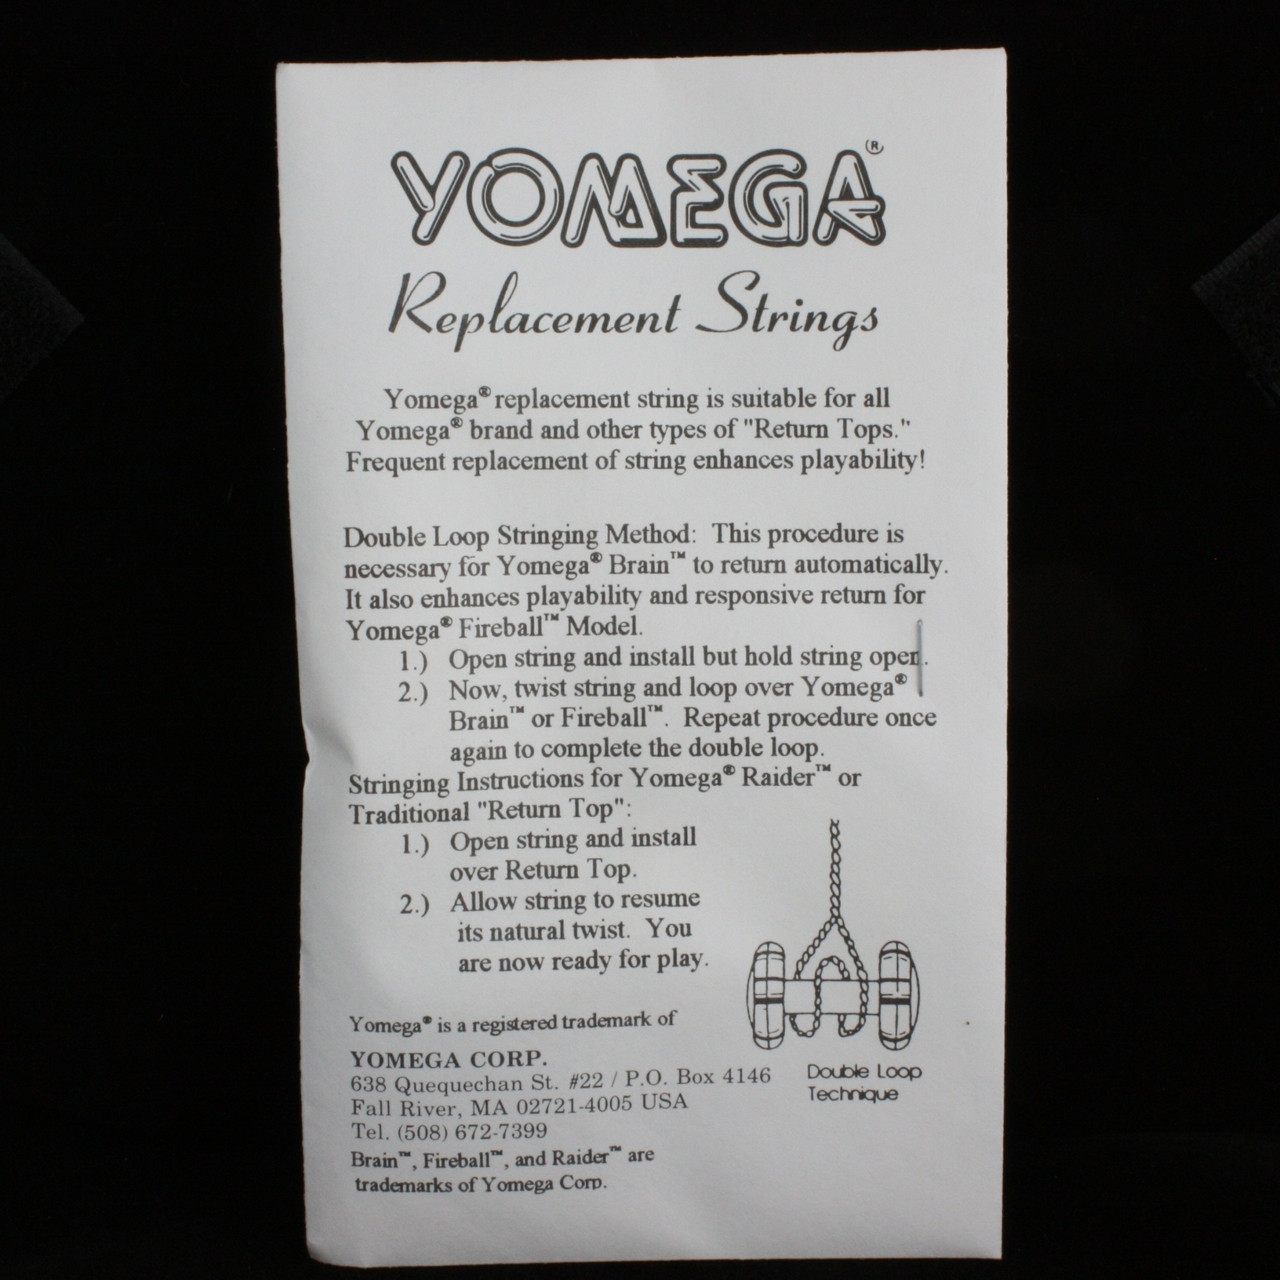 YOMEGA®
Replacement Strings
Yomega® replacement string is suitable for all
Yomega® brand and other types of "Return Tops."
Frequent replacement of string enhances playability!
Double Loop Stringing Method: This procedure is
necessary for Yomega® Brain™ to return automatically.
It also enhances playability and responsive return for
Yomega® Fireball™ Model.
1.) Open string and install but hold string open.
2.) Now, twist string and loop over Yomega®
Brain™ or Fireball™. Repeat procedure once
again to complete the double loop.
Stringing Instructions for Yomega® Raider™ or
Traditional "Return Top":
1.) Open string and install
over Return Top.
2.) Allow string to resume
its natural twist. You
are now ready for play.
Yomega® is a registered trademark of
YOMEGA CORP.
638 Quequechan St. #22 / P.O. Box 4146
Fall River, MA 02721-4005 USA
Tel. (508) 672-7399
Brain™, Fireball™, and Raider™ are
trademarks of Yomega Corp.
Double Loop
Technique